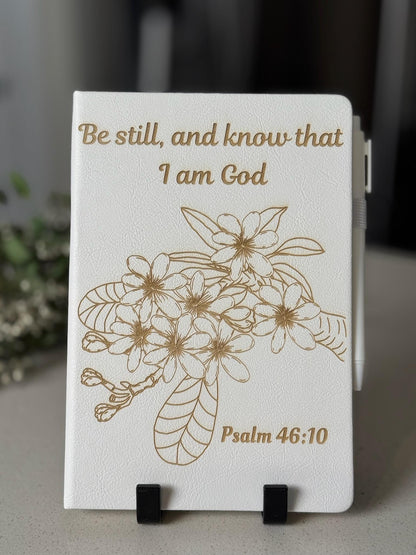 Be still, and know that
I am God
Psalm 46:10